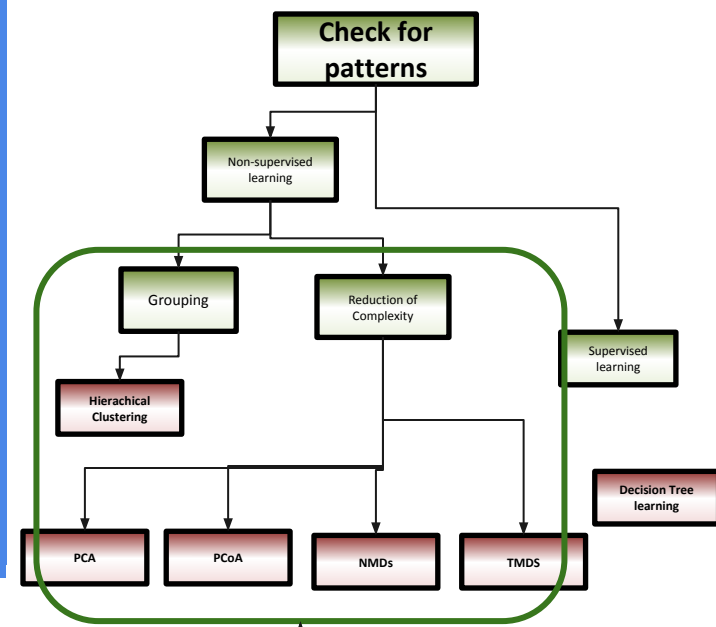 Check for
patterns
Non-supervised
learning
Grouping
Reduction of
Complexity
Supervised
learning
Hierachical
Clustering
Decision Tree
learning
PCA
PCoA
NMDs
TMDS